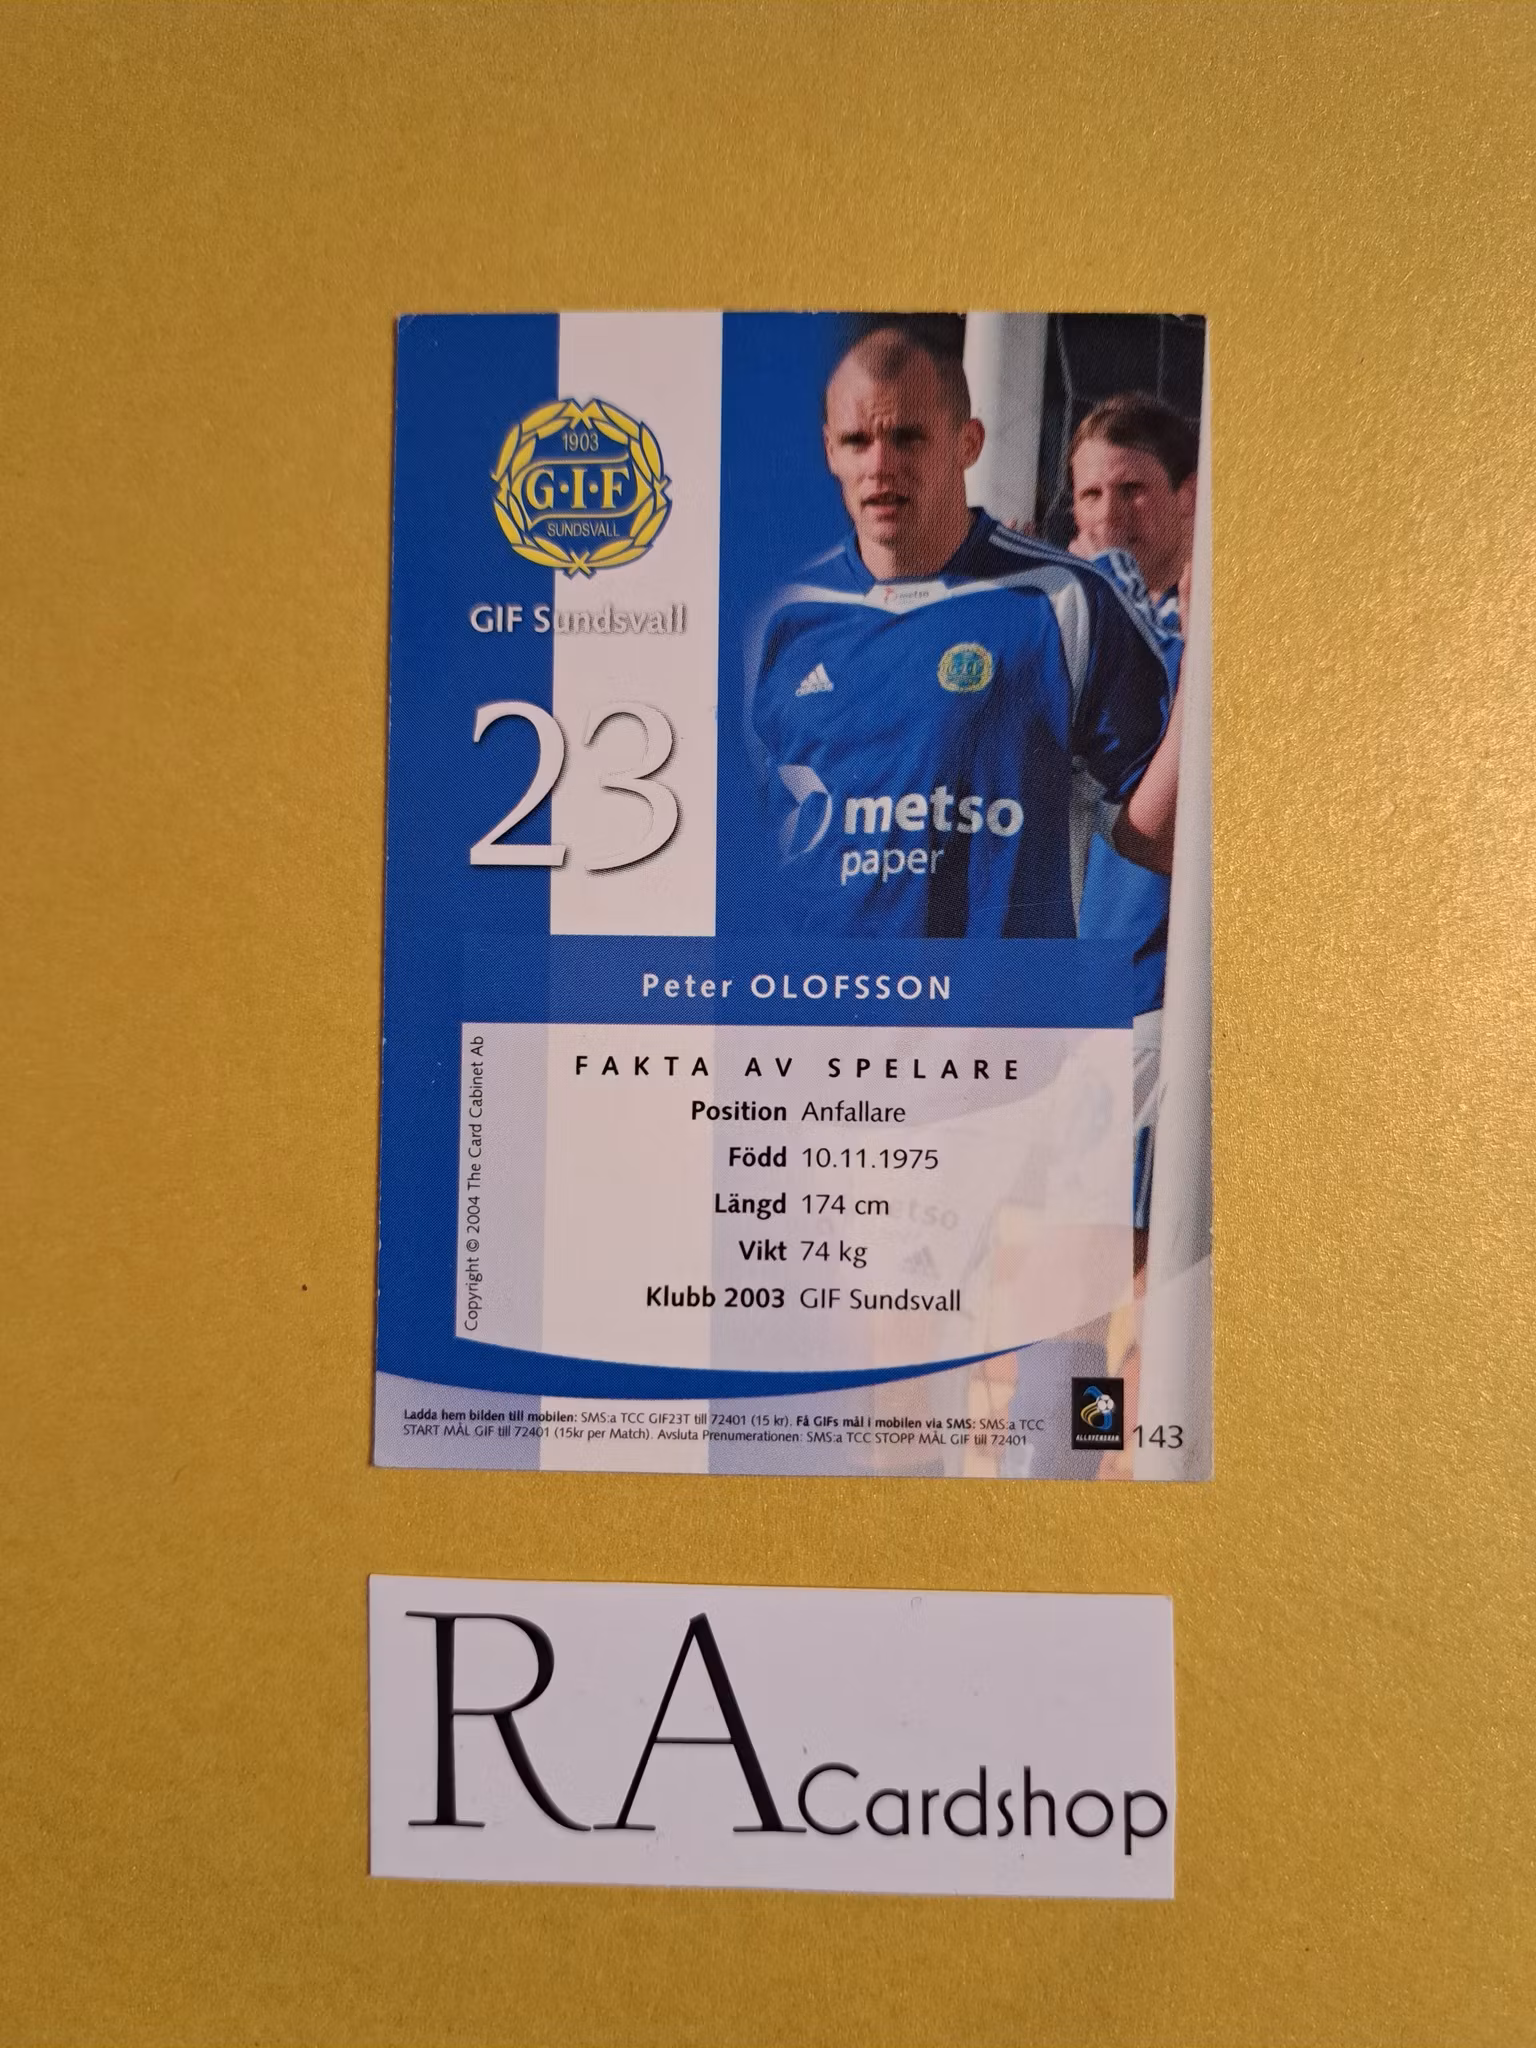 1903
G·I·F
SUNDSVALL
GIF Sundsvall
23
metso
adidas
metso
paper
Peter OLOFSSON
Copyright © 2004 The Card Cabinet Ab
FAKTA AV SPELARE
Position Anfallare
Född 10.11.1975
Längd 174 cm
Vikt 74 kg
Klubb 2003 GIF Sundsvall
Ladda hem bilden till mobilen: SMS:a TCC GIF23T till 72401 (15 kr). Få GIFs mål i mobilen via SMS: SMS:a TCC
START MÅL GIF till 72401 (15kr per Match). Avsluta Prenumerationen: SMS:a TCC STOPP MÅL GIF till 72401
ALLSVENSKAN
143
RA Cardshop